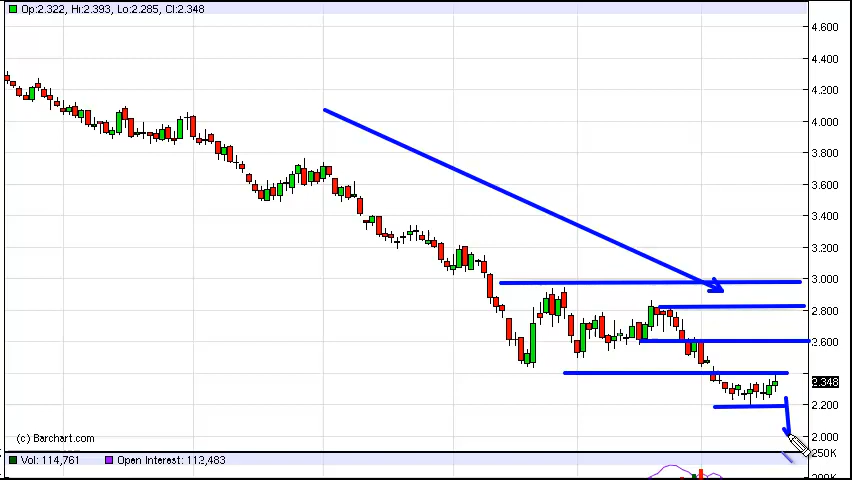 Op:2.322, Hi:2.393, Lo:2.285, Cl:2.348
4.600
4.400
4.200
4.000
3.800
3.600
3.400
3.200
3.000
2.800
2.600
2.348
2.200
2.000
(c) Barchart.com
250K
Vol: 114,761 Open Interest: 113,483
200K